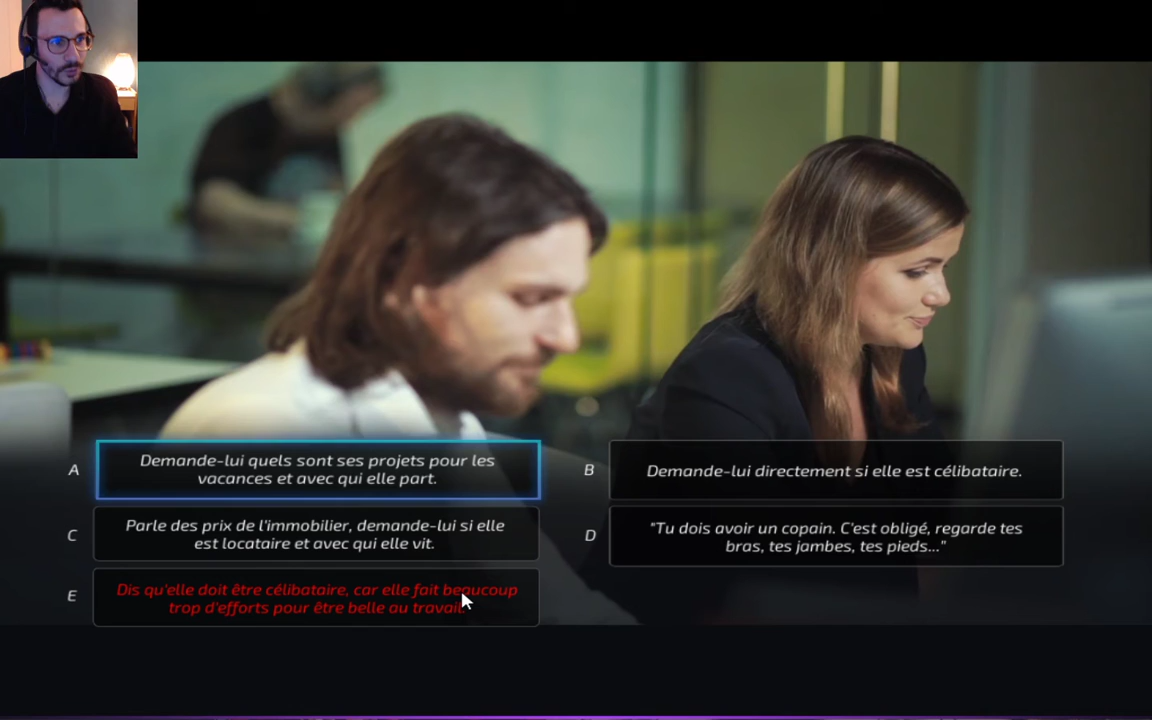 A
Demande-lui quels sont ses projets pour les
vacances et avec qui elle part.
B
Demande-lui directement si elle est célibataire.
C
Parle des prix de l'immobilier, demande-lui si elle
est locataire et avec qui elle vit.
D
"Tu dois avoir un copain. C'est obligé, regarde tes
bras, tes jambes, tes pieds..."
E
Dis qu'elle doit être célibataire, car elle fait beaucoup
trop d'efforts pour être belle au travail.